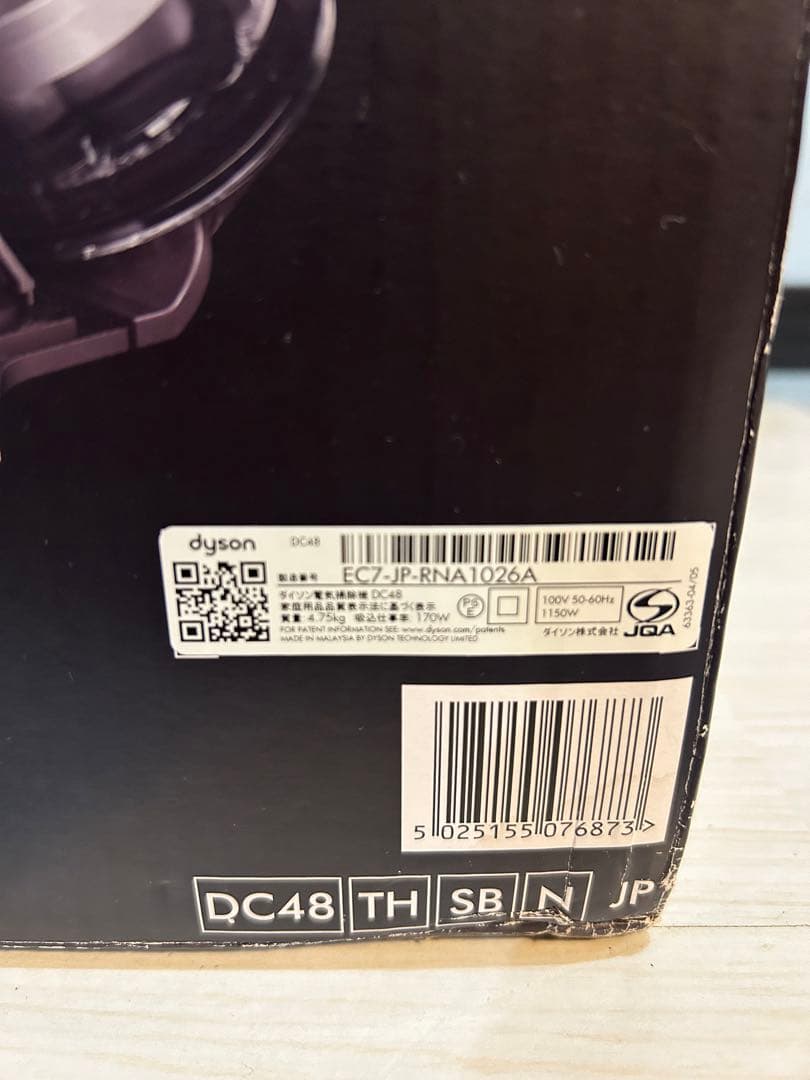 dyson DC48
製造番号 EC7-JP-RNA1026A
ダイソン電気掃除機 DC48
家庭用品品質表示法に基づく表示
質量: 4.75kg 吸込仕事率: 170W
FOR PATENT INFORMATION SEE: www.dyson.com/patents
MADE IN MALAYSIA BY DYSON TECHNOLOGY LIMITED
PS E
100V 50-60Hz
1150W
ダイソン株式会社
JQA
63363-04/05
5 025155 076873 >
DC48 TH SB N JP